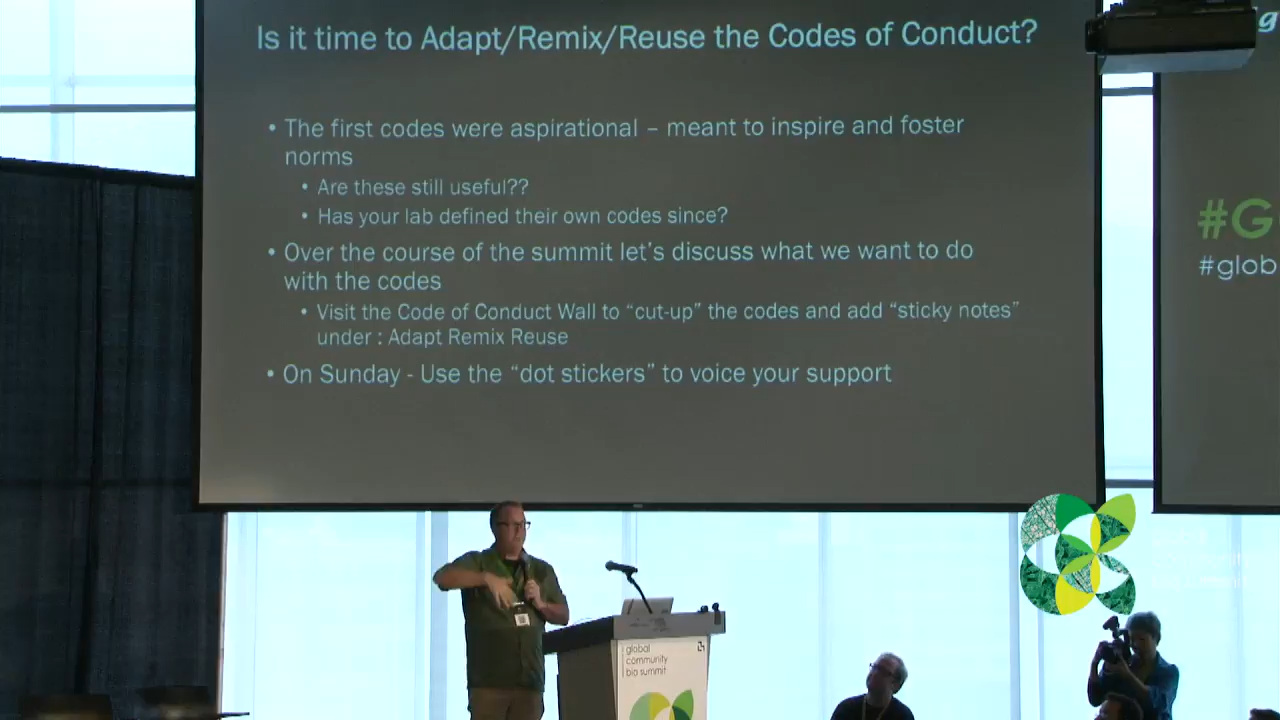 Is it time to Adapt/Remix/Reuse the Codes of Conduct?
• The first codes were aspirational – meant to inspire and foster
norms
• Are these still useful??
• Has your lab defined their own codes since?
• Over the course of the summit let's discuss what we want to do
with the codes
• Visit the Code of Conduct Wall to "cut-up" the codes and add "sticky notes"
under : Adapt Remix Reuse
• On Sunday - Use the "dot stickers" to voice your support
g
#G
#glob
global
community
bio summit